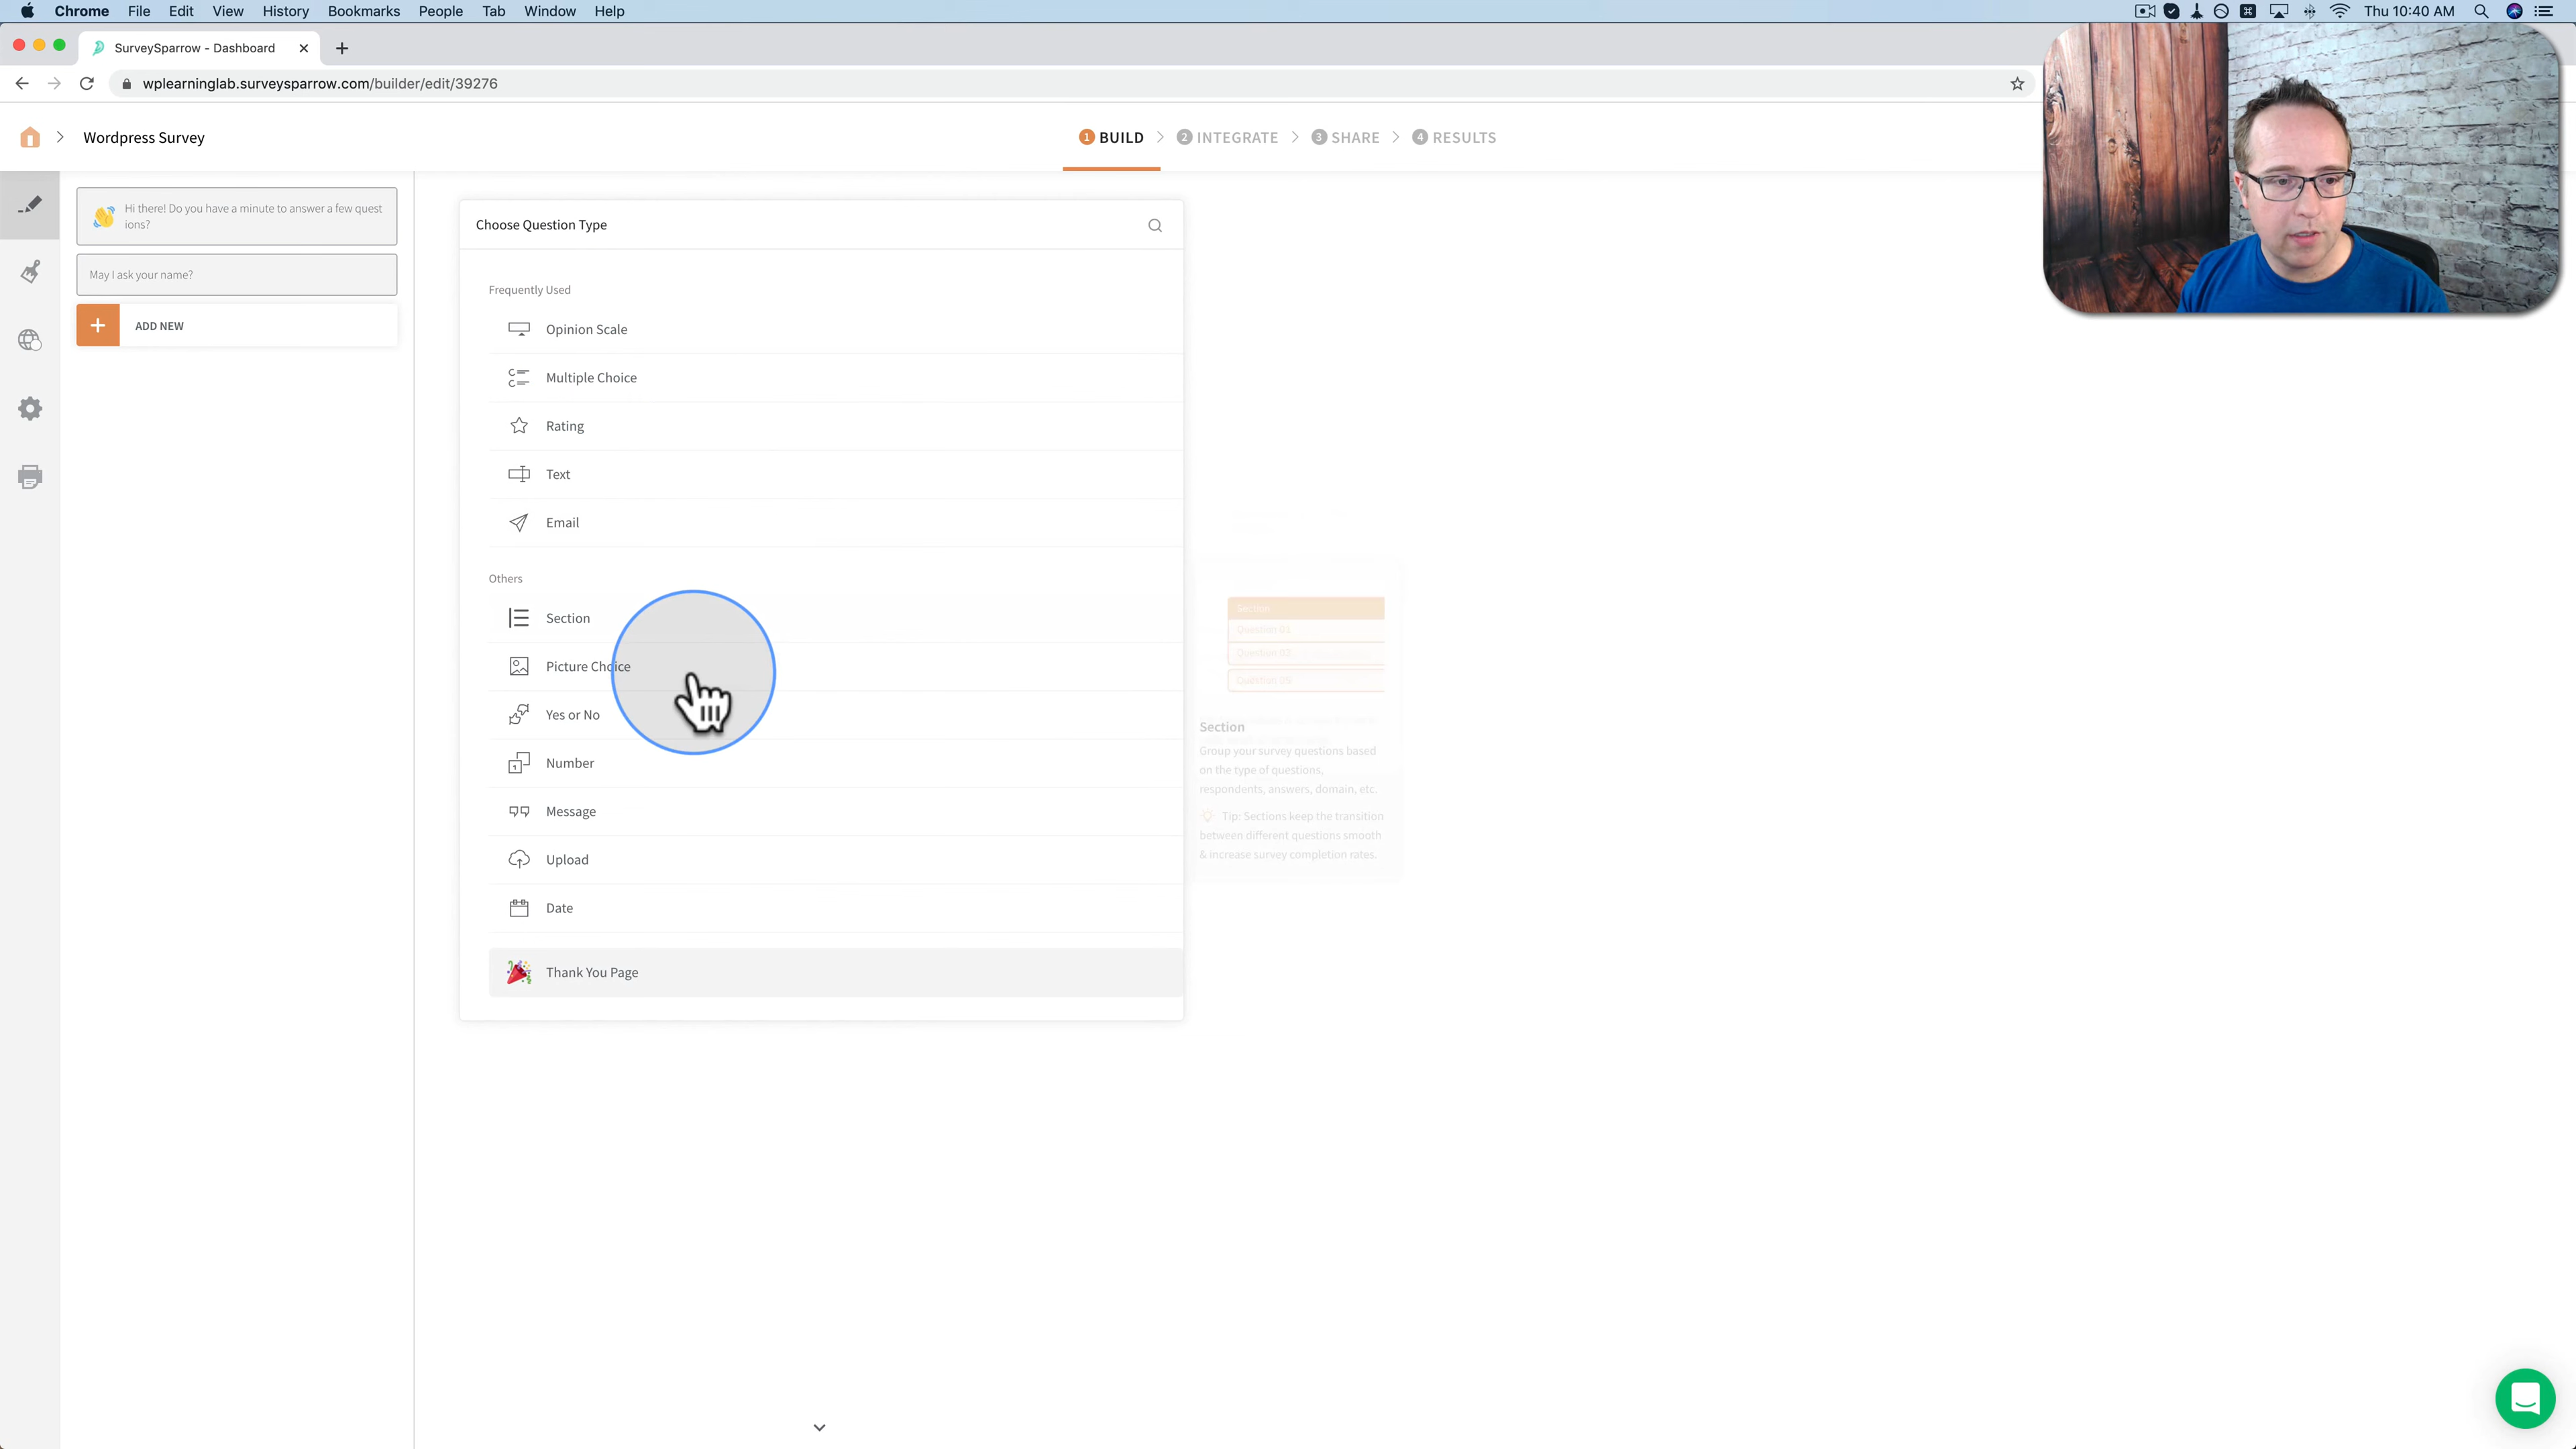 Chrome File Edit View History Bookmarks People Tab Window Help
Thu 10:40 AM
SurveySparrow - Dashboard
wplearninglab.surveysparrow.com/builder/edit/39276
Wordpress Survey
1 BUILD 2 INTEGRATE 3 SHARE 4 RESULTS
Hi there! Do you have a minute to answer a few quest
ions?
May I ask your name?
ADD NEW
Choose Question Type
Frequently Used
Opinion Scale
Multiple Choice
Rating
Text
Email
Others
Section
Picture Choice
Yes or No
Number
Message
Upload
Date
Thank You Page
Section
Question 01
Question 02
Section
Group your survey questions based
on the type of questions,
respondents, answers, domain, etc.
Tip: Sections keep the transition
between different questions smooth
& increase survey completion rates.